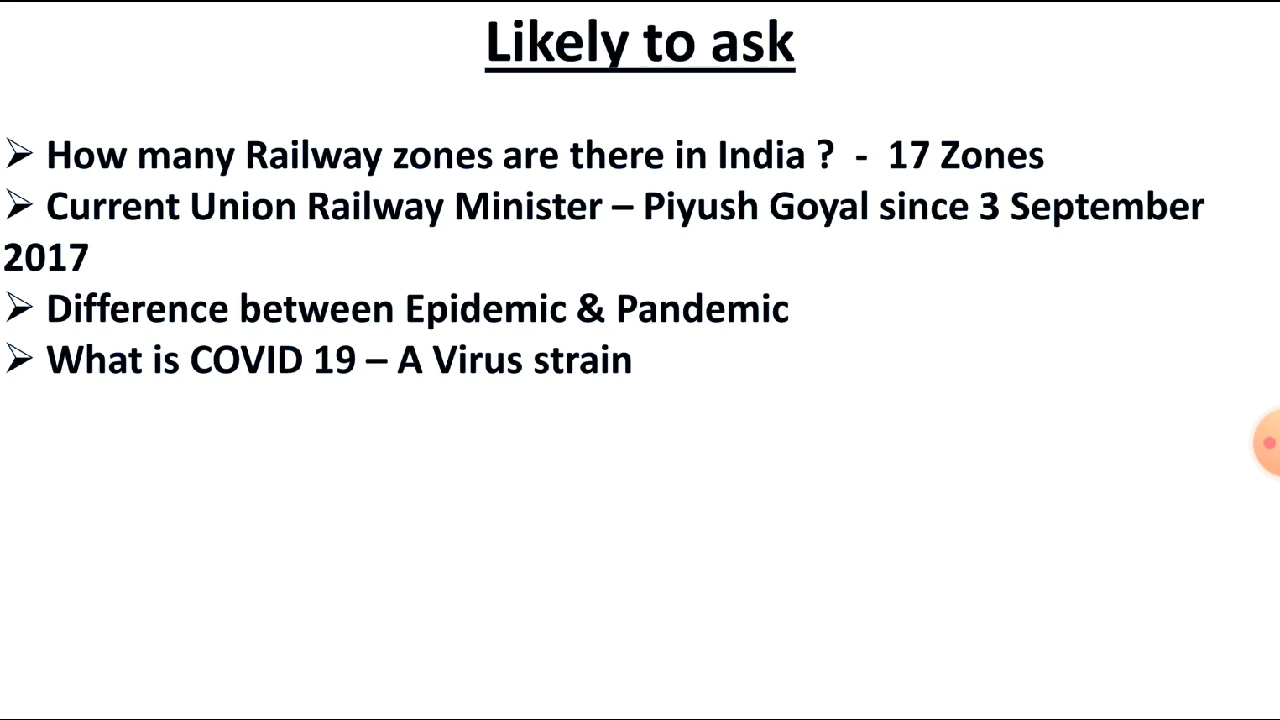 Likely to ask
➢ How many Railway zones are there in India ? - 17 Zones
➢ Current Union Railway Minister – Piyush Goyal since 3 September
2017
➢ Difference between Epidemic & Pandemic
➢ What is COVID 19 – A Virus strain